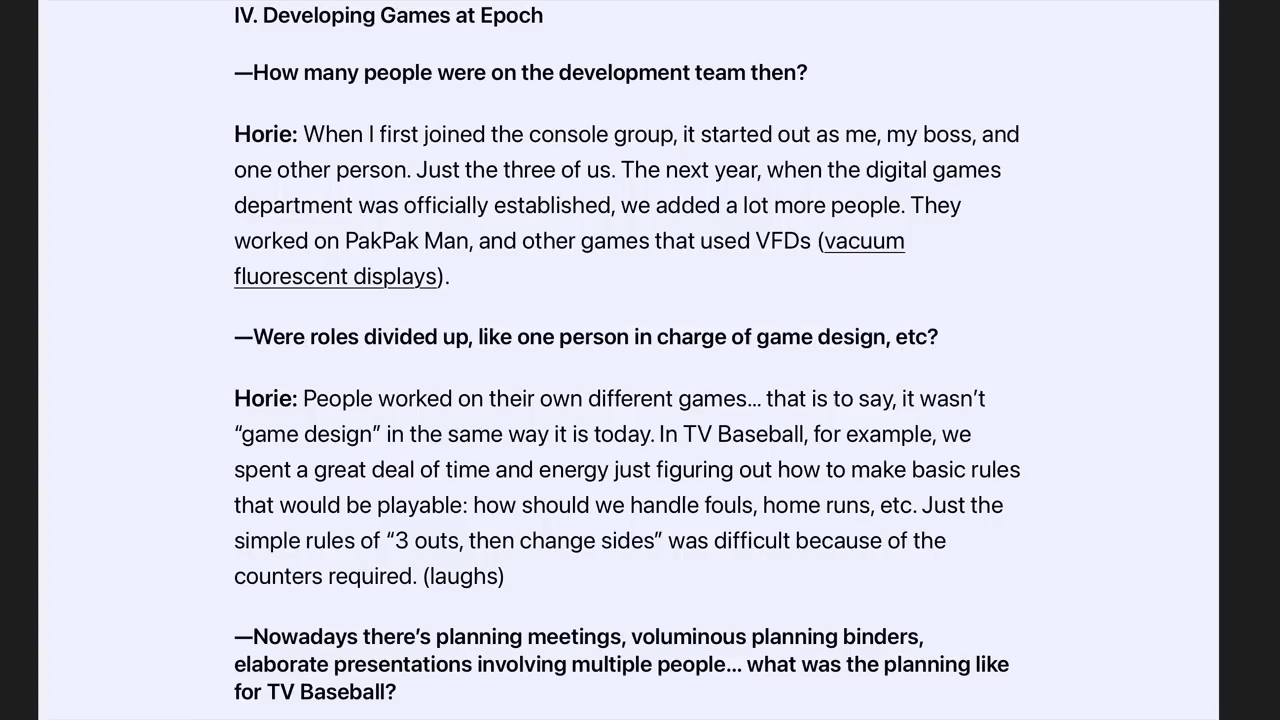 IV. Developing Games at Epoch
—How many people were on the development team then?
Horie: When I first joined the console group, it started out as me, my boss, and
one other person. Just the three of us. The next year, when the digital games
department was officially established, we added a lot more people. They
worked on PakPak Man, and other games that used VFDs (vacuum
fluorescent displays).
—Were roles divided up, like one person in charge of game design, etc?
Horie: People worked on their own different games… that is to say, it wasn’t
“game design” in the same way it is today. In TV Baseball, for example, we
spent a great deal of time and energy just figuring out how to make basic rules
that would be playable: how should we handle fouls, home runs, etc. Just the
simple rules of “3 outs, then change sides” was difficult because of the
counters required. (laughs)
—Nowadays there’s planning meetings, voluminous planning binders,
elaborate presentations involving multiple people… what was the planning like
for TV Baseball?